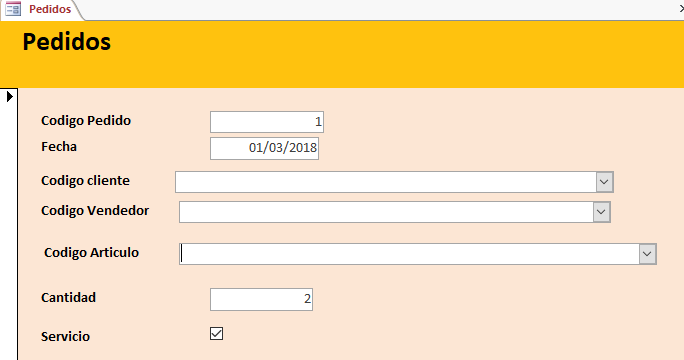 Pedidos
Pedidos
Codigo Pedido 1
Fecha 01/03/2018
Codigo cliente
Codigo Vendedor
Codigo Articulo
Cantidad 2
Servicio